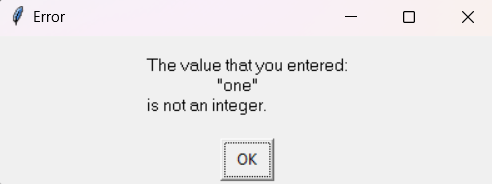 Error
The value that you entered:
"one"
is not an integer.
OK